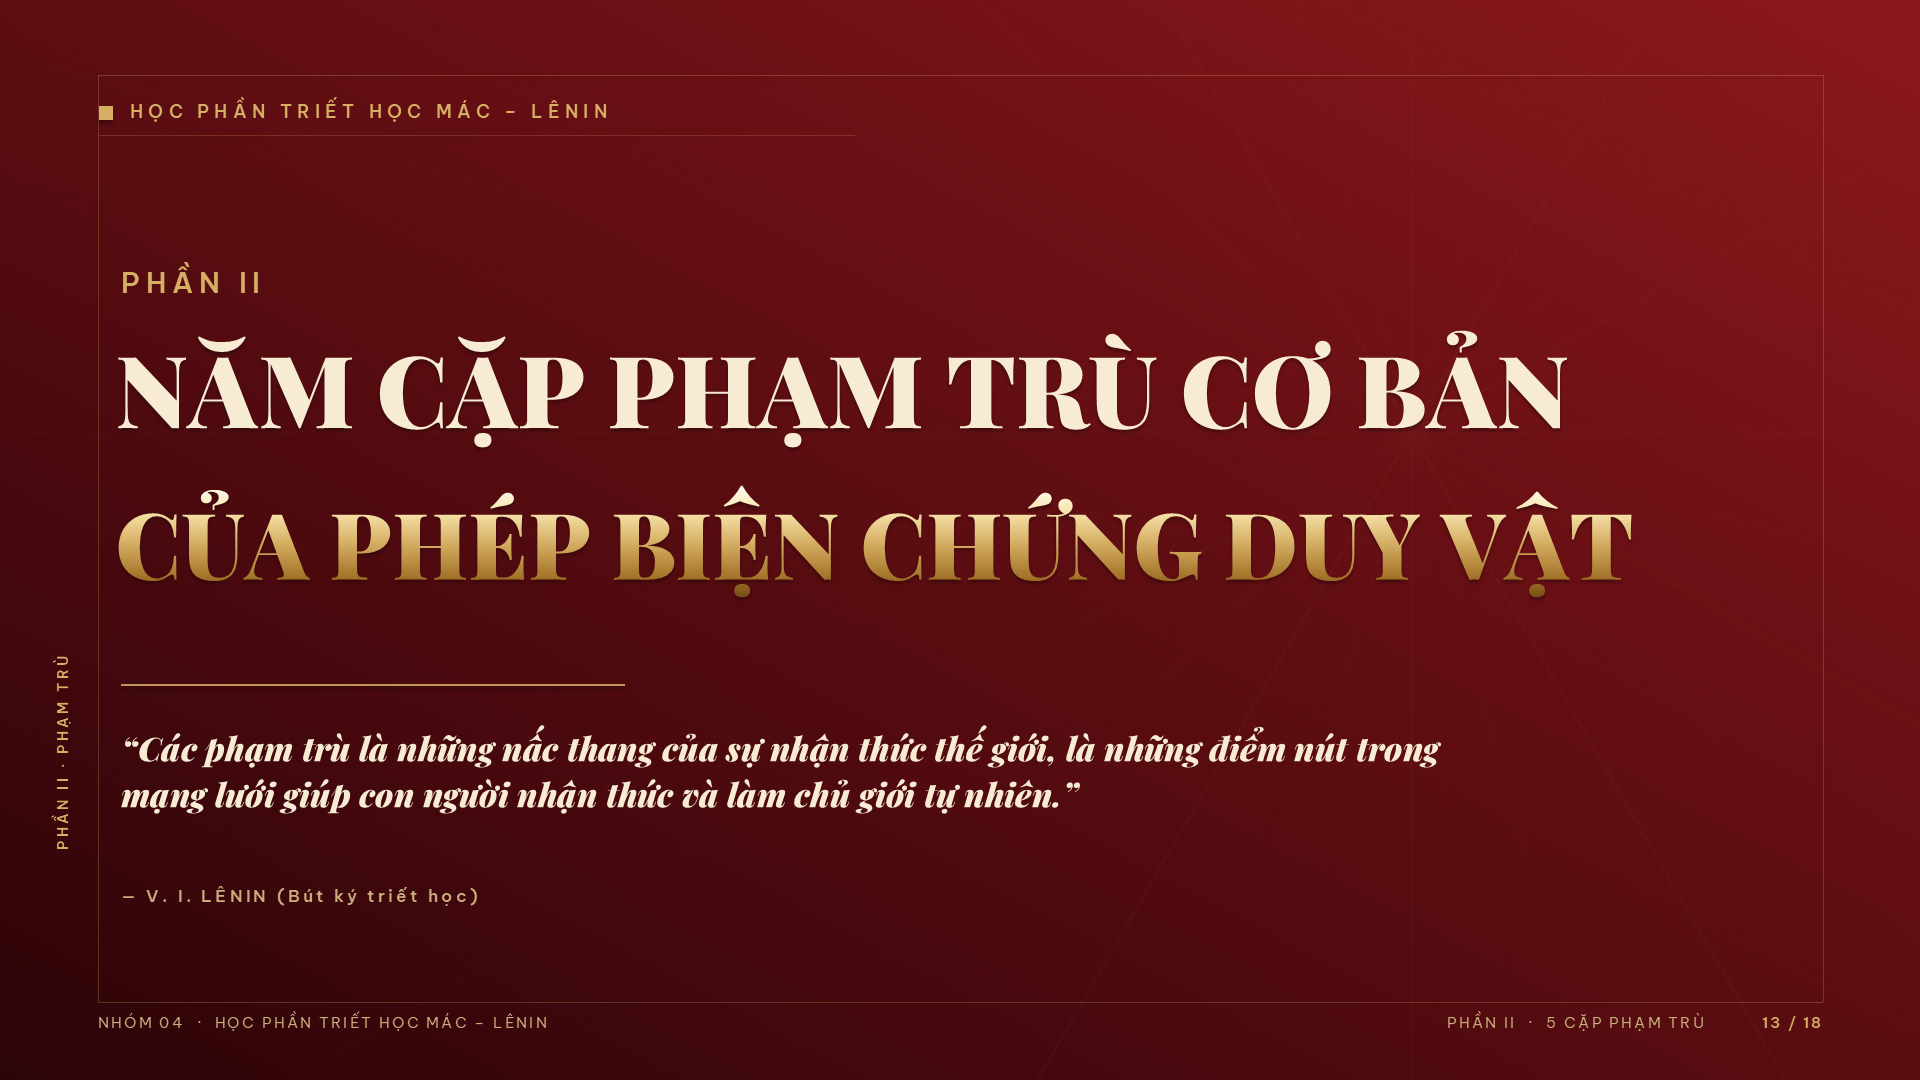 HỌC PHẦN TRIẾT HỌC MÁC – LÊNIN
PHẦN II
NĂM CẶP PHẠM TRÙ CƠ BẢN
CỦA PHÉP BIỆN CHỨNG DUY VẬT
“Các phạm trù là những nấc thang của sự nhận thức thế giới, là những điểm nút trong
mạng lưới giúp con người nhận thức và làm chủ giới tự nhiên.”
— V. I. LÊNIN (Bút ký triết học)
PHẦN II · PHẠM TRÙ
NHÓM 04 · HỌC PHẦN TRIẾT HỌC MÁC – LÊNIN
PHẦN II · 5 CẶP PHẠM TRÙ 13 / 18